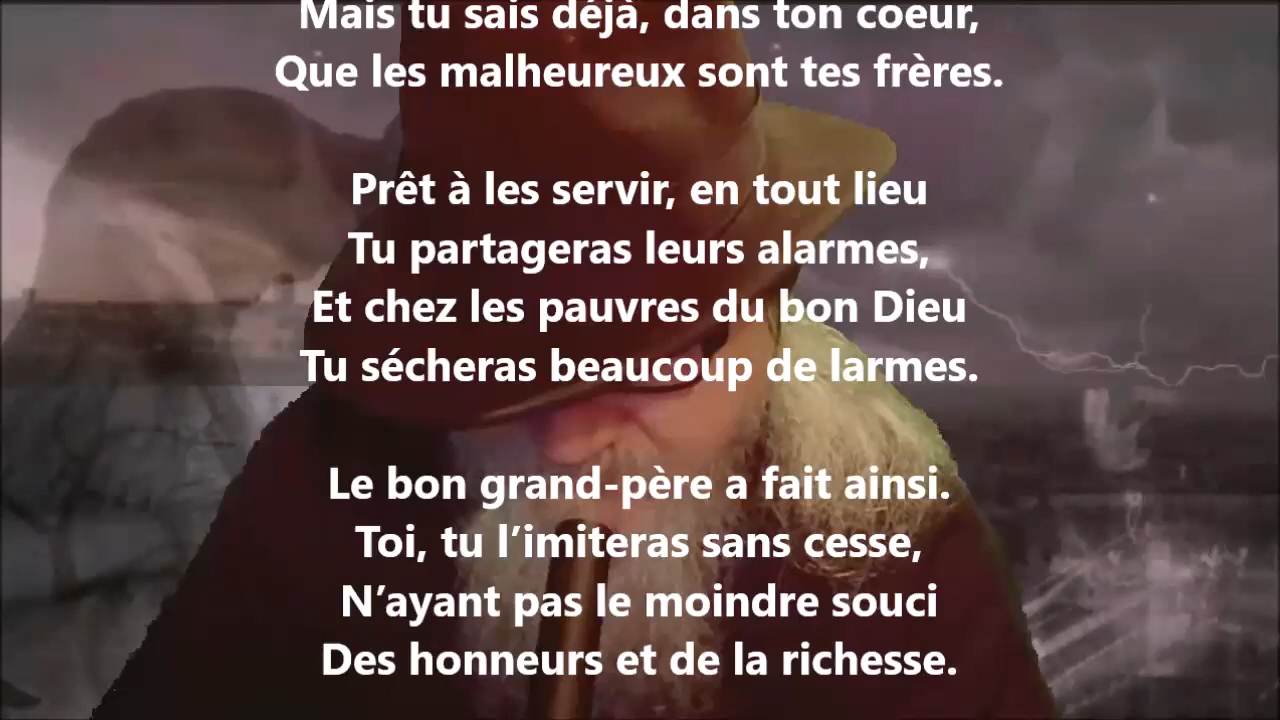 Mais tu sais déjà, dans ton coeur,
Que les malheureux sont tes frères.
Prêt à les servir, en tout lieu
Tu partageras leurs alarmes,
Et chez les pauvres du bon Dieu
Tu sécheras beaucoup de larmes.
Le bon grand-père a fait ainsi.
Toi, tu l’imiteras sans cesse,
N’ayant pas le moindre souci
Des honneurs et de la richesse.